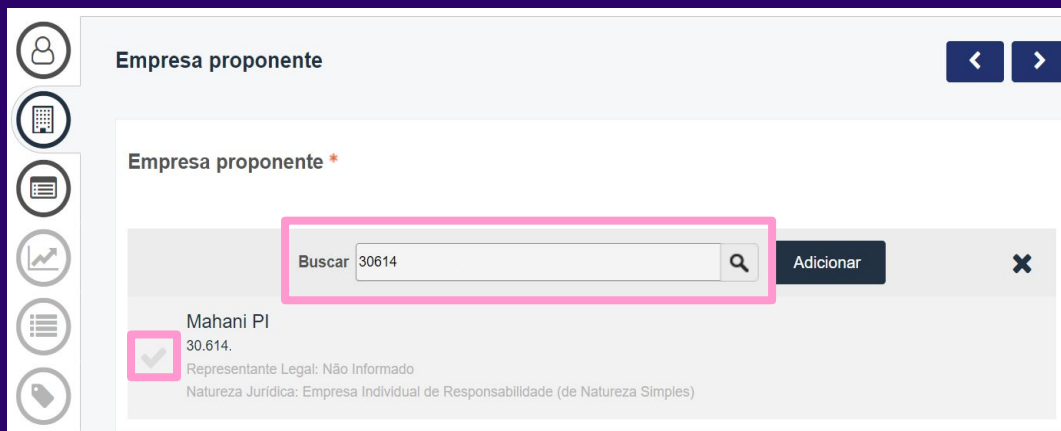 Empresa proponente
Empresa proponente *
Buscar 30614 Adicionar
Mahani PI
30.614.
Representante Legal: Não Informado
Natureza Jurídica: Empresa Individual de Responsabilidade (de Natureza Simples)